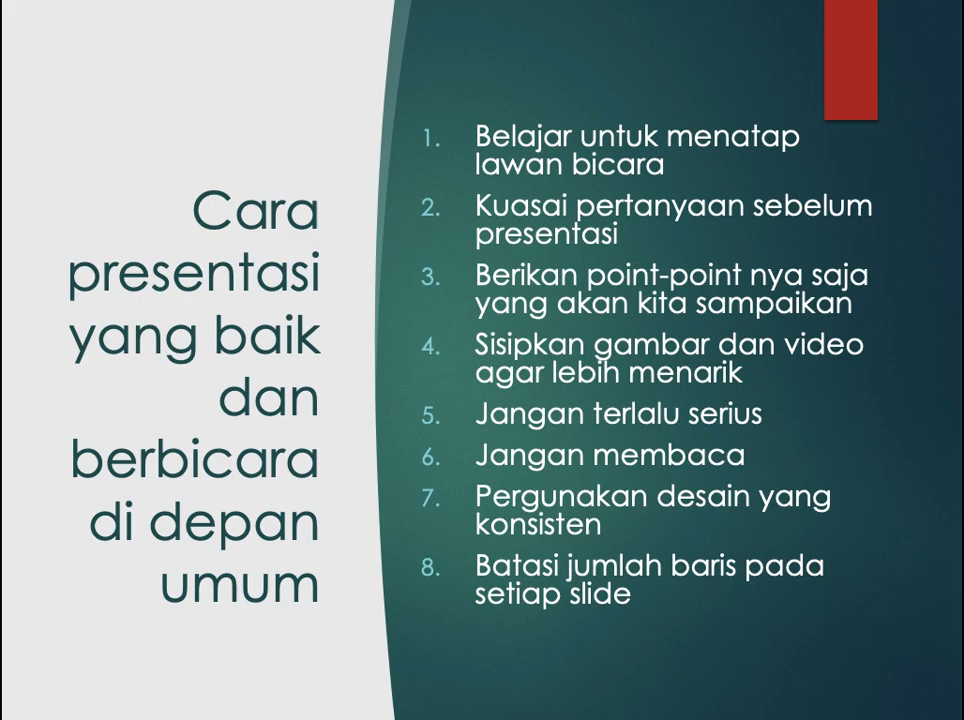 Cara
presentasi
yang baik
dan
berbicara
di depan
umum
1. Belajar untuk menatap
lawan bicara
2. Kuasai pertanyaan sebelum
presentasi
3. Berikan point-point nya saja
yang akan kita sampaikan
4. Sisipkan gambar dan video
agar lebih menarik
5. Jangan terlalu serius
6. Jangan membaca
7. Pergunakan desain yang
konsisten
8. Batasi jumlah baris pada
setiap slide